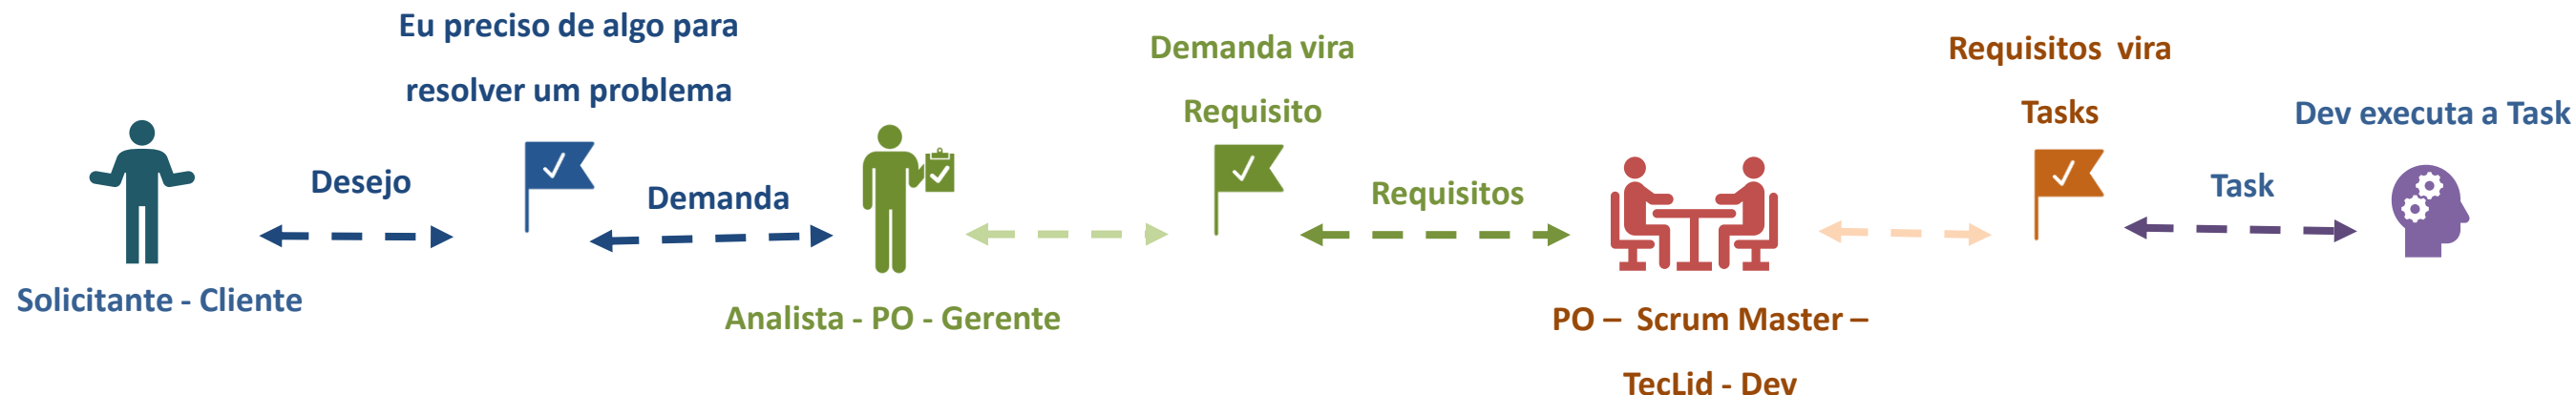 Eu preciso de algo para
resolver um problema
Desejo
Demanda
Solicitante - Cliente
Demanda vira
Requisito
Requisitos
Analista - PO - Gerente
Requisitos  vira
Tasks
Task
PO –  Scrum Master –
TecLid - Dev
Dev executa a Task